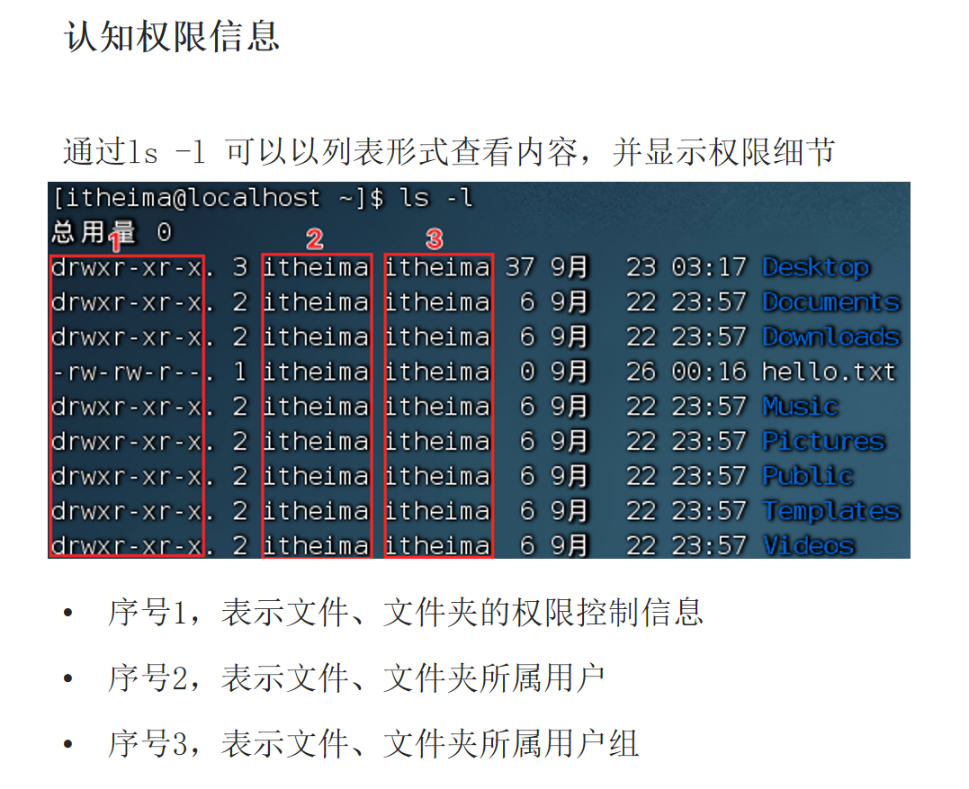 认知权限信息
通过ls -l 可以以列表形式查看内容，并显示权限细节
[itheima@localhost ~]$ ls -l
总用量 0
1 2 3
drwxr-xr-x. 3 itheima itheima 37 9月 23 03:17 Desktop
drwxr-xr-x. 2 itheima itheima 6 9月 22 23:57 Documents
drwxr-xr-x. 2 itheima itheima 6 9月 22 23:57 Downloads
-rw-rw-r--. 1 itheima itheima 0 9月 26 00:16 hello.txt
drwxr-xr-x. 2 itheima itheima 6 9月 22 23:57 Music
drwxr-xr-x. 2 itheima itheima 6 9月 22 23:57 Pictures
drwxr-xr-x. 2 itheima itheima 6 9月 22 23:57 Public
drwxr-xr-x. 2 itheima itheima 6 9月 22 23:57 Templates
drwxr-xr-x. 2 itheima itheima 6 9月 22 23:57 Videos
• 序号1，表示文件、文件夹的权限控制信息
• 序号2，表示文件、文件夹所属用户
• 序号3，表示文件、文件夹所属用户组